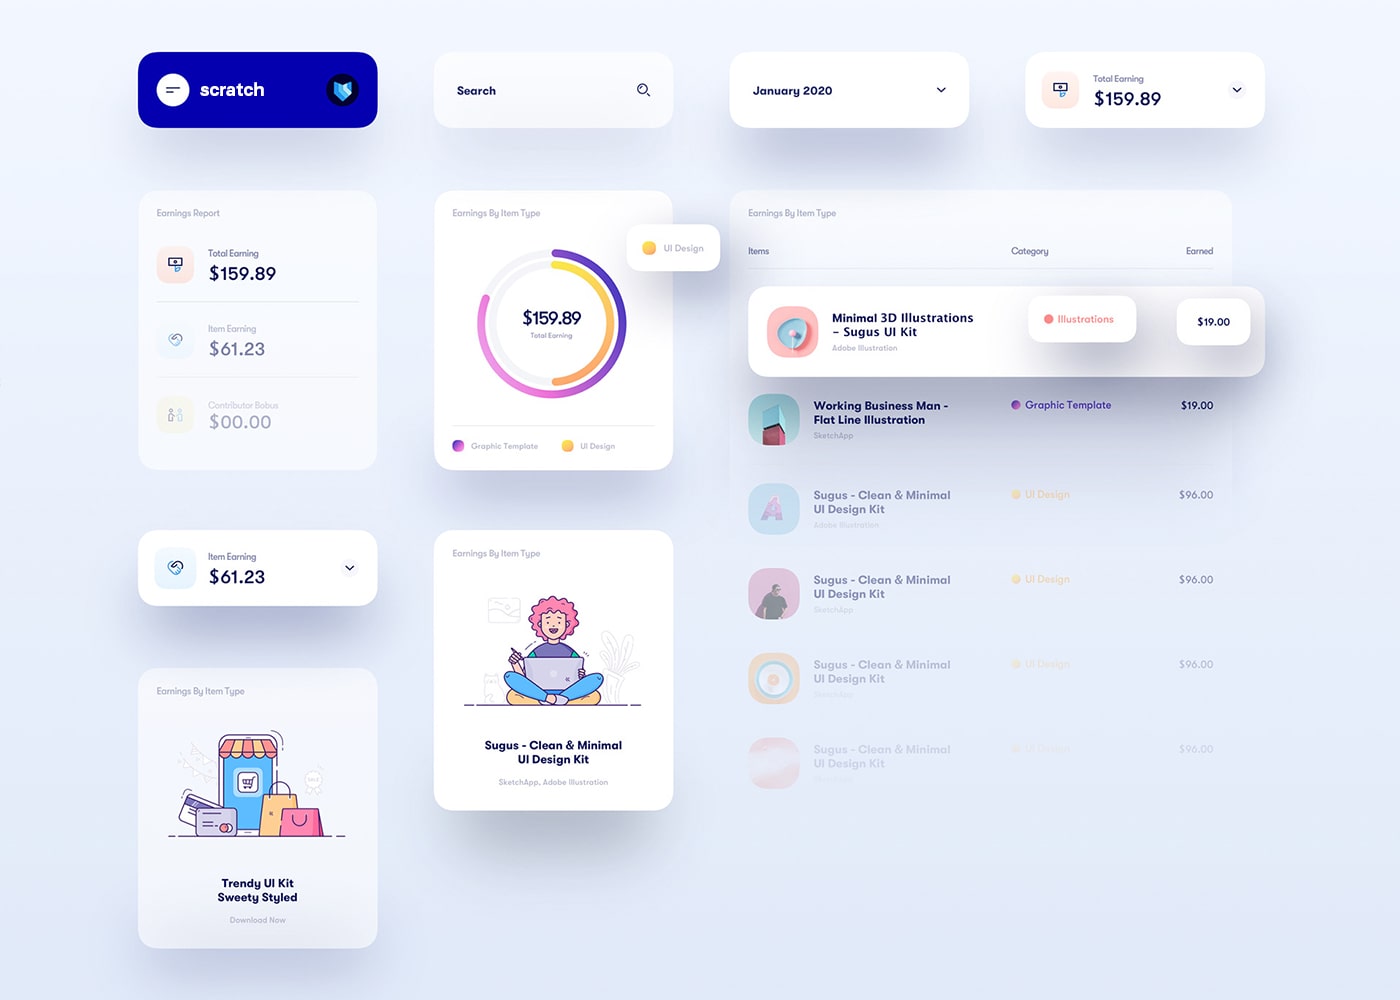 scratch
Search
January 2020
Total Earning
$159.89
Earnings Report
Total Earning
$159.89
Item Earning
$61.23
Contributor Bobus
$00.00
Earnings By Item Type
UI Design
$159.89
Total Earning
Graphic Template
UI Design
Earnings By Item Type
Items
Category
Earned
Minimal 3D Illustrations
– Sugus UI Kit
Adobe Illustration
Illustrations
$19.00
Working Business Man -
Flat Line Illustration
SketchApp
Graphic Template
$19.00
Sugus - Clean & Minimal
UI Design Kit
Adobe Illustration
UI Design
$96.00
Sugus - Clean & Minimal
UI Design Kit
SketchApp
UI Design
$96.00
Sugus - Clean & Minimal
UI Design Kit
SketchApp
UI Design
$96.00
Sugus - Clean & Minimal
UI Design Kit
SketchApp
UI Design
$96.00
Item Earning
$61.23
Earnings By Item Type
SALE
Trendy UI Kit
Sweety Styled
Download Now
Earnings By Item Type
Sugus - Clean & Minimal
UI Design Kit
SketchApp, Adobe Illustration